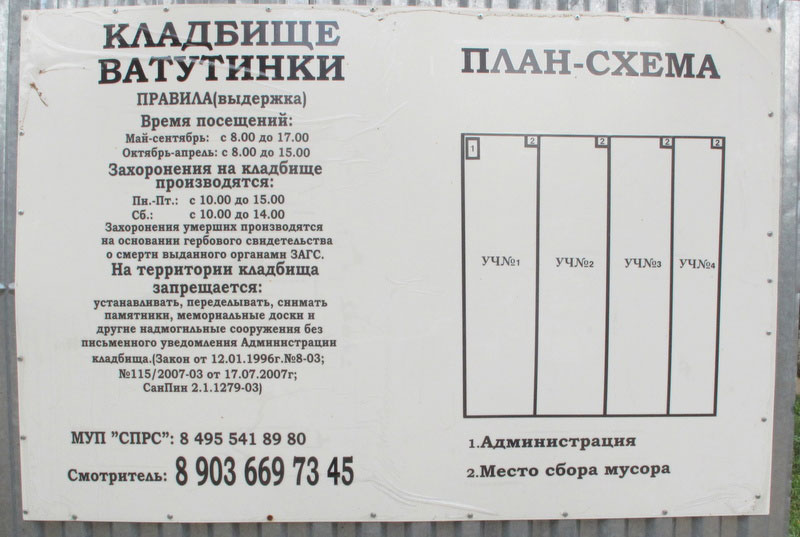 КЛАДБИЩЕ
ВАТУТИНКИ
ПРАВИЛА(выдержка)
Время посещений:
Май-сентябрь: с 8.00 до 17.00
Октябрь-апрель: с 8.00 до 15.00
Захоронения на кладбище
производятся:
Пн.-Пт.: с 10.00 до 15.00
Сб.: с 10.00 до 14.00
Захоронения умерших производятся
на основании гербового свидетельства
о смерти выданного органами ЗАГС.
На территории кладбища
запрещается:
устанавливать, переделывать, снимать
памятники, мемориальные доски и
другие надмогильные сооружения без
письменного уведомления Администрации
кладбища.(Закон от 12.01.1996г.№8-03;
№115/2007-03 от 17.07.2007г;
СанПин 2.1.1279-03)
МУП "СПРС": 8 495 541 89 80
Смотритель: 8 903 669 73 45
ПЛАН-СХЕМА
1 2 2 2 2
УЧ№1 УЧ№2 УЧ№3 УЧ№4
1.Администрация
2.Место сбора мусора